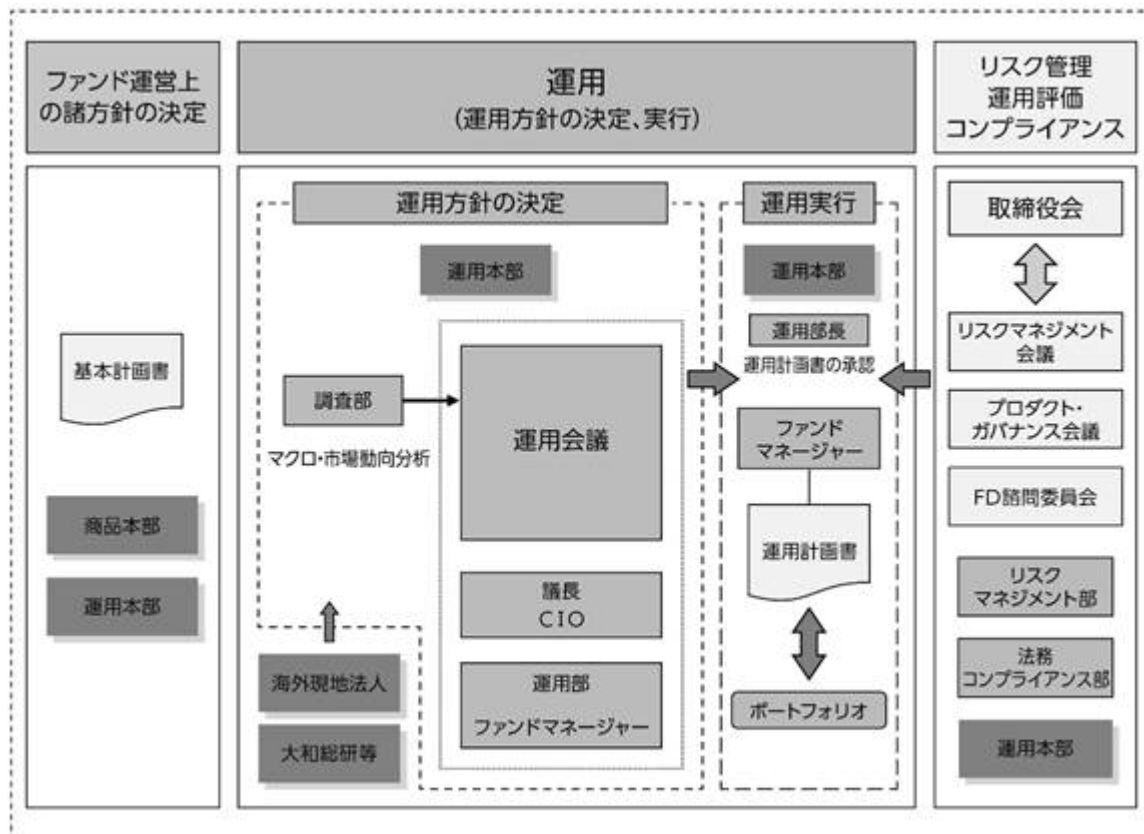 ファンド運営上
の諸方針の決定
運用
(運用方針の決定、実行)
リスク管理
運用評価
コンプライアンス
基本計画書
商品本部
運用本部
運用方針の決定
運用本部
調査部
マクロ・市場動向分析
運用会議
議長
CIO
運用部
ファンドマネージャー
海外現地法人
大和総研等
運用実行
運用本部
運用部長
運用計画書の承認
ファンド
マネージャー
運用計画書
ポートフォリオ
取締役会
リスクマネジメント
会議
プロダクト・
ガバナンス会議
FD諮問委員会
リスク
マネジメント部
法務
コンプライアンス部
運用本部